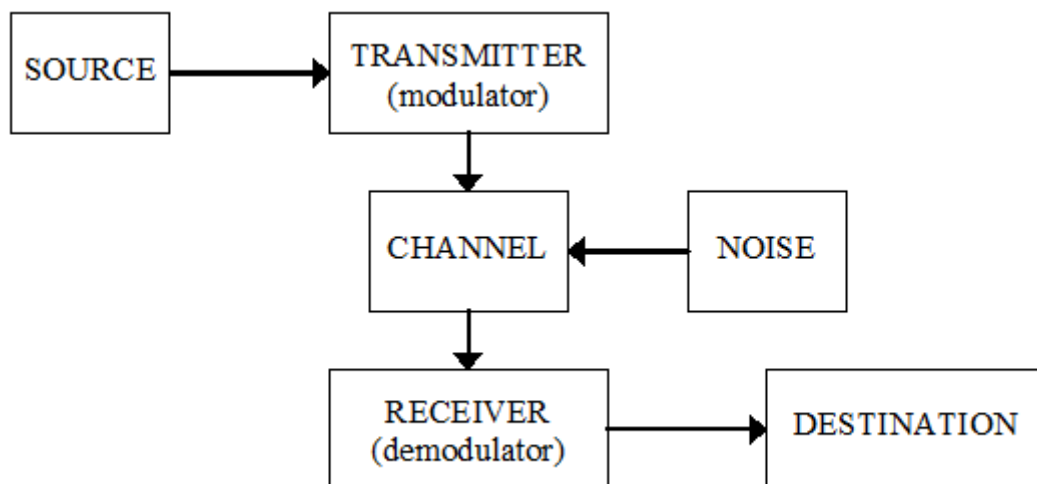 SOURCE
TRANSMITTER
(modulator)
CHANNEL
NOISE
RECEIVER
(demodulator)
DESTINATION